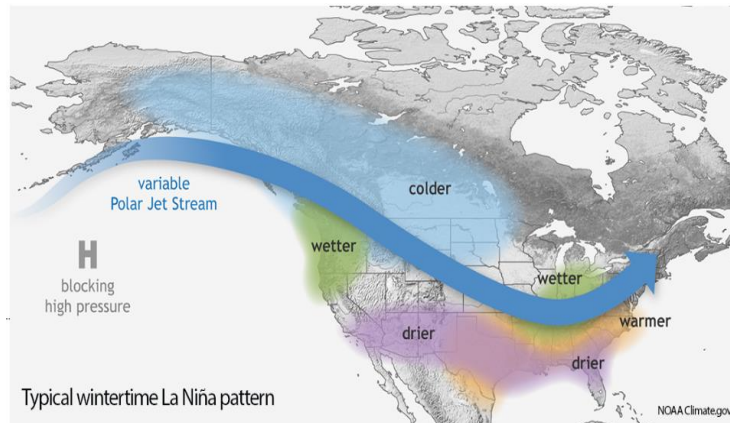 colder
variable
Polar Jet Stream
wetter
H
blocking
high pressure
wetter
warmer
drier
drier
Typical wintertime La Niña pattern
NOAA Climate.gov